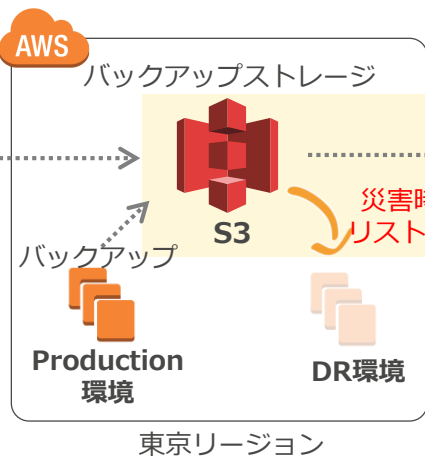 AWS
バックアップストレージ
S3
災害時
リスト
バックアップ
Production
環境
DR環境
東京リージョン